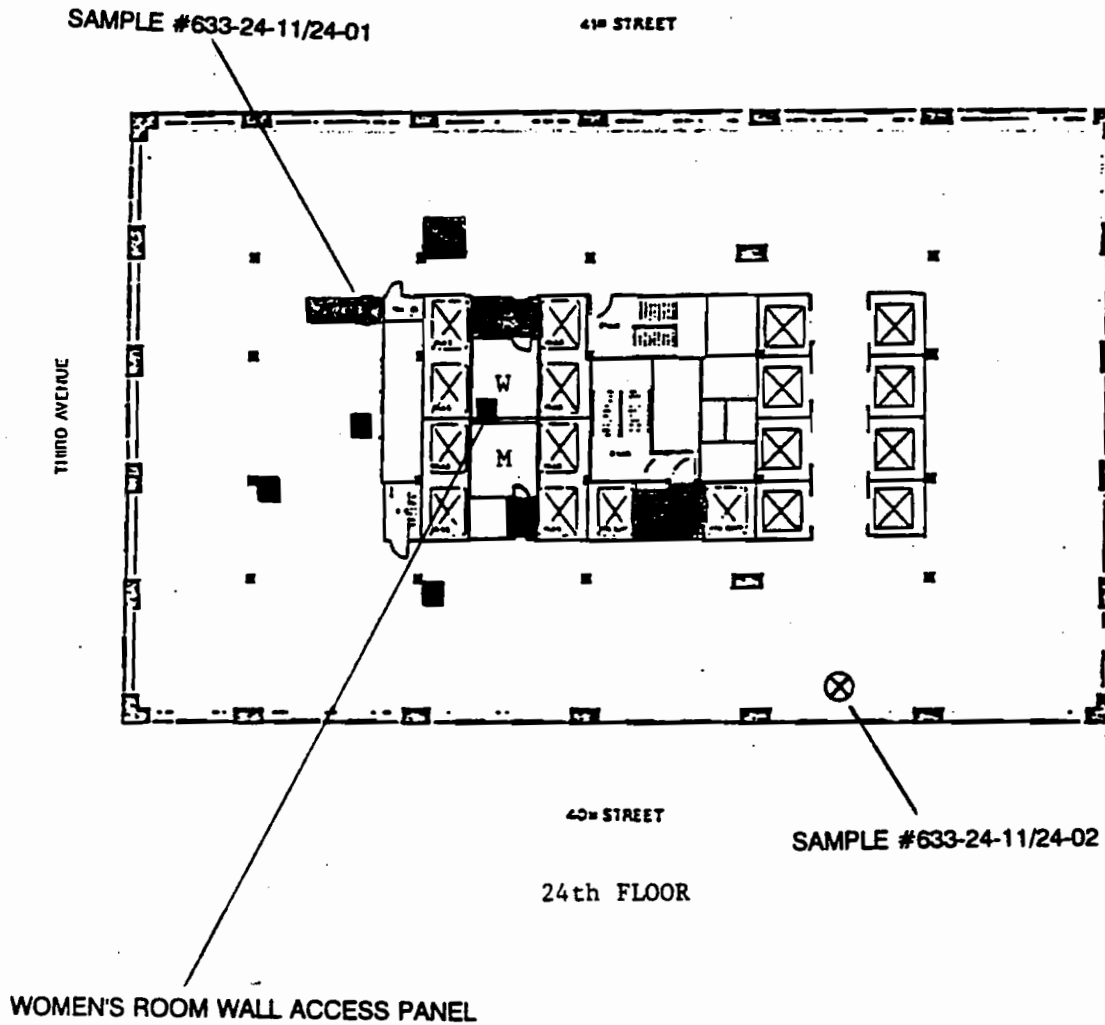 SAMPLE #633-24-11/24-01
41st STREET
THIRD AVENUE
W
M
40th STREET
SAMPLE #633-24-11/24-02
24th FLOOR
WOMEN'S ROOM WALL ACCESS PANEL